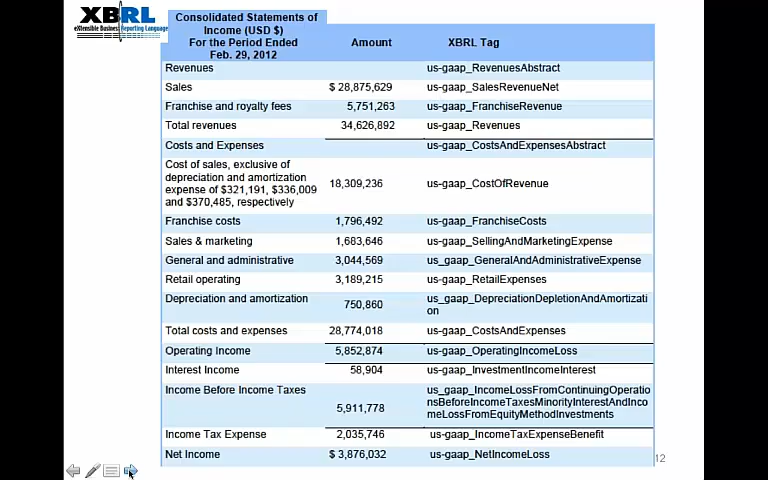 XBRL
eXtensible Business Reporting Language
Consolidated Statements of
Income (USD $)
For the Period Ended
Feb. 29, 2012
Amount
XBRL Tag
Revenues us-gaap_RevenuesAbstract
Sales $ 28,875,629 us-gaap_SalesRevenueNet
Franchise and royalty fees 5,751,263 us-gaap_FranchiseRevenue
Total revenues 34,626,892 us-gaap_Revenues
Costs and Expenses us-gaap_CostsAndExpensesAbstract
Cost of sales, exclusive of
depreciation and amortization
expense of $321,191, $336,009
and $370,485, respectively
18,309,236 us-gaap_CostOfRevenue
Franchise costs 1,796,492 us-gaap_FranchiseCosts
Sales & marketing 1,683,646 us-gaap_SellingAndMarketingExpense
General and administrative 3,044,569 us_gaap_GeneralAndAdministrativeExpense
Retail operating 3,189,215 us-gaap_RetailExpenses
Depreciation and amortization 750,860 us_gaap_DepreciationDepletionAndAmortizati
on
Total costs and expenses 28,774,018 us-gaap_CostsAndExpenses
Operating Income 5,852,874 us-gaap_OperatingIncomeLoss
Interest Income 58,904 us-gaap_InvestmentIncomeInterest
Income Before Income Taxes 5,911,778 us_gaap_IncomeLossFromContinuingOperatio
nsBeforeIncomeTaxesMinorityInterestAndInco
meLossFromEquityMethodInvestments
Income Tax Expense 2,035,746 us-gaap_IncomeTaxExpenseBenefit
Net Income $ 3,876,032 us-gaap_NetIncomeLoss
12